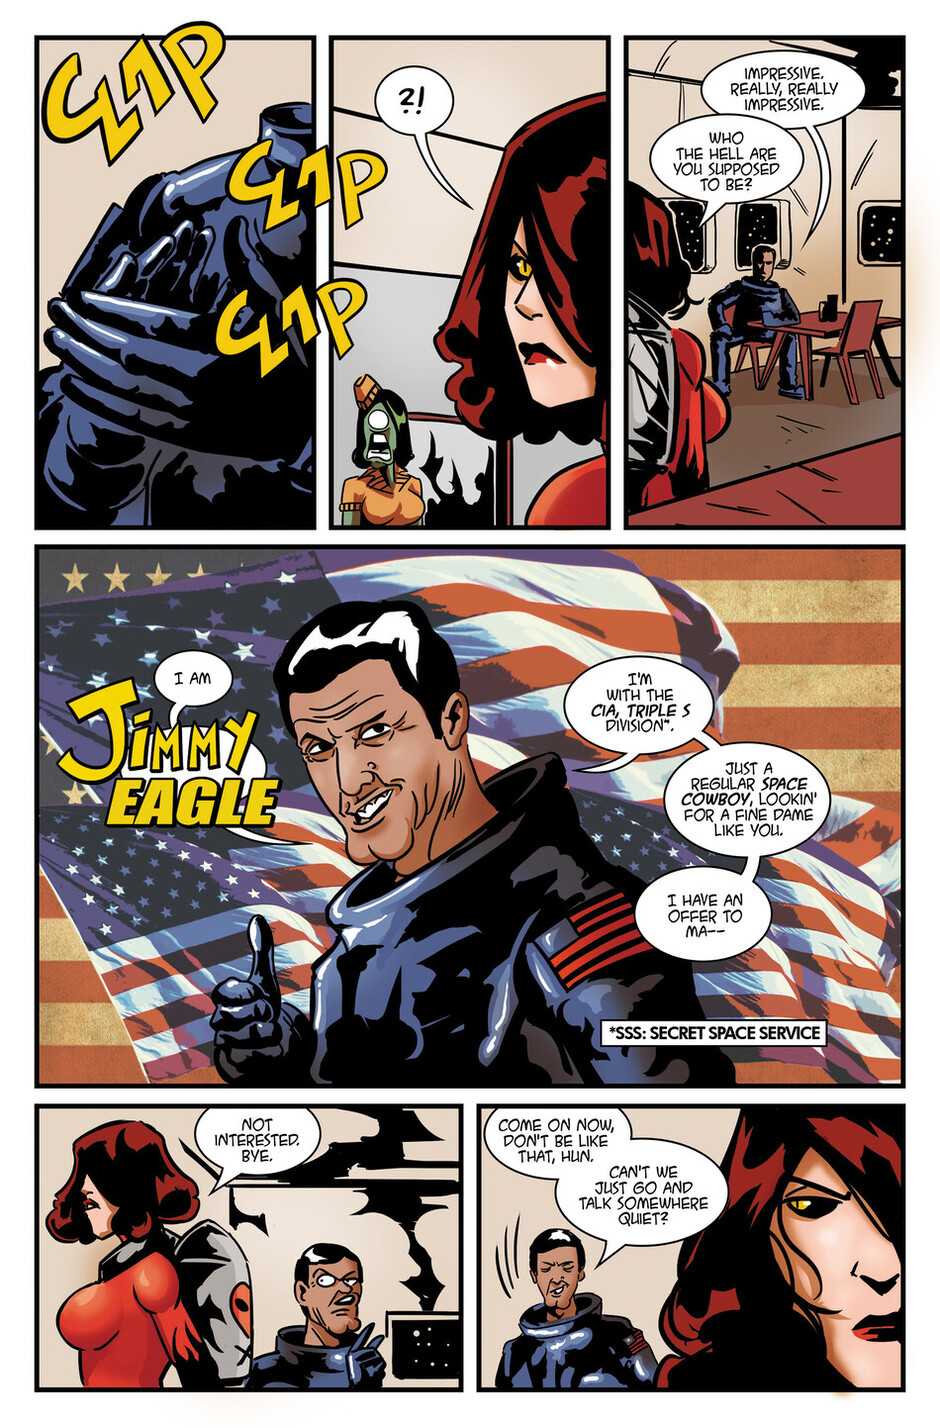 CLAP
CLAP
CLAP
?!
IMPRESSIVE.
REALLY, REALLY
IMPRESSIVE.
WHO
THE HELL ARE
YOU SUPPOSED
TO BE?
I AM
JIMMY
EAGLE
I'M
WITH THE
CIA, TRIPLE S
DIVISION*.
JUST A
REGULAR SPACE
COWBOY, LOOKIN'
FOR A FINE DAME
LIKE YOU.
I HAVE AN
OFFER TO
MA--
*SSS: SECRET SPACE SERVICE
NOT
INTERESTED.
BYE.
COME ON NOW,
DON'T BE LIKE
THAT, HUN.
CAN'T WE
JUST GO AND
TALK SOMEWHERE
QUIET?